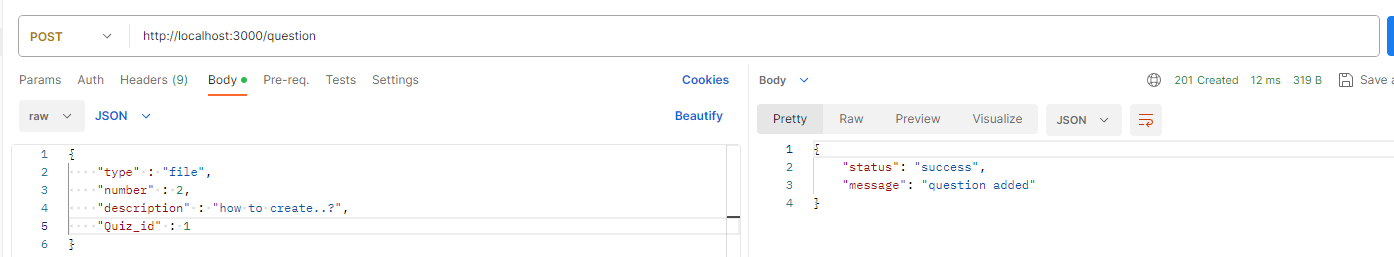 POST http://localhost:3000/question
Params Auth Headers (9) Body Pre-req. Tests Settings Cookies
raw JSON Beautify
1 {
2 "type" : "file",
3 "number" : 2,
4 "description" : "how to create..?",
5 "Quiz_id" : 1
6 }
Body 201 Created 12 ms 319 B Save a
Pretty Raw Preview Visualize JSON
1 {
2 "status": "success",
3 "message": "question added"
4 }